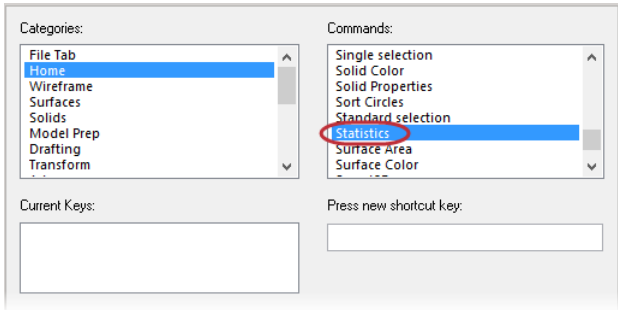 Categories:
File Tab
Home
Wireframe
Surfaces
Solids
Model Prep
Drafting
Transform
Commands:
Single selection
Solid Color
Solid Properties
Sort Circles
Standard selection
Statistics
Surface Area
Surface Color
Current Keys:
Press new shortcut key: